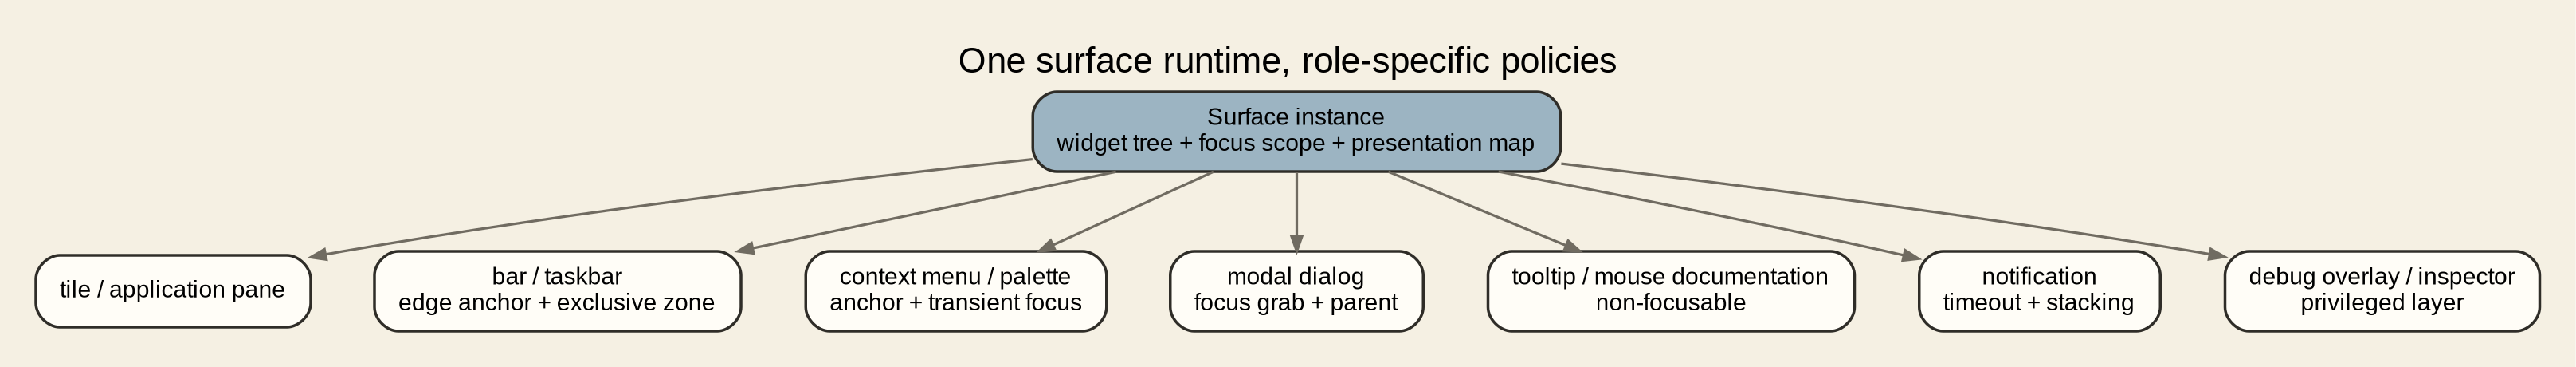 One surface runtime, role-specific policies
Surface instance
widget tree + focus scope + presentation map
tile / application pane
bar / taskbar
edge anchor + exclusive zone
context menu / palette
anchor + transient focus
modal dialog
focus grab + parent
tooltip / mouse documentation
non-focusable
notification
timeout + stacking
debug overlay / inspector
privileged layer